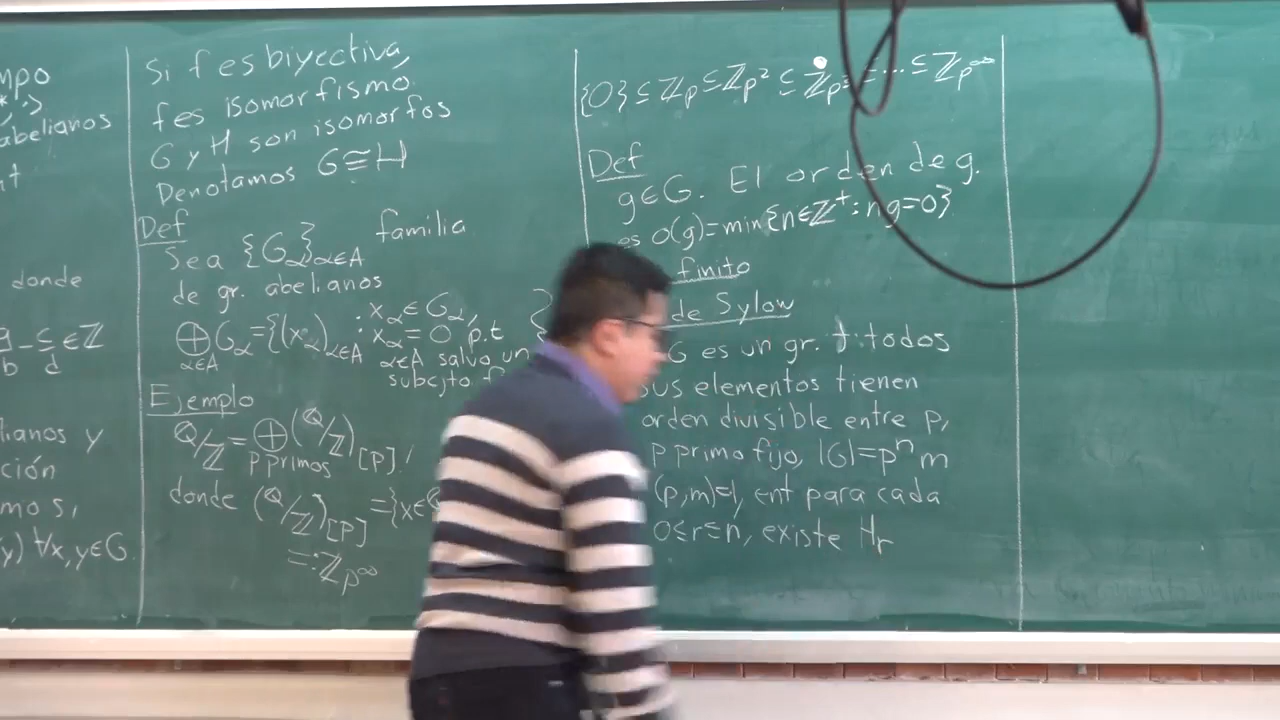 mpo
abelianos
donde
ianos y
ción
mos,
y) ∀x,y∈G.
Si f es biyectiva,
f es isomorfismo.
G y H son isomorfos
Denotamos G≅H
Def
Sea {G_α}_{α∈A} familia
de gr. abelianos
⊕_{α∈A} G_α = {(x_α)_{α∈A} : x_α∈G_α,
x_α=0 p.t
α∈A salvo un
subcjto f
Ejemplo
ℚ/ℤ = ⊕_{p primos} (ℚ/ℤ)_[p]
donde (ℚ/ℤ)_[p] = {x∈
=: ℤ_{p^∞}
{0} ≤ ℤ_p ≤ ℤ_{p²} ≤ ℤ_{p³} ≤ ... ≤ ℤ_{p^∞}
Def
g∈G. El orden de g.
es o(g)=min{n∈ℤ⁺: ng=0}
finito
de Sylow
G es un gr. todos
sus elementos tienen
orden divisible entre p,
p primo fijo, |G|=pⁿm
(p,m)=1, ent para cada
0≤r≤n, existe H_r